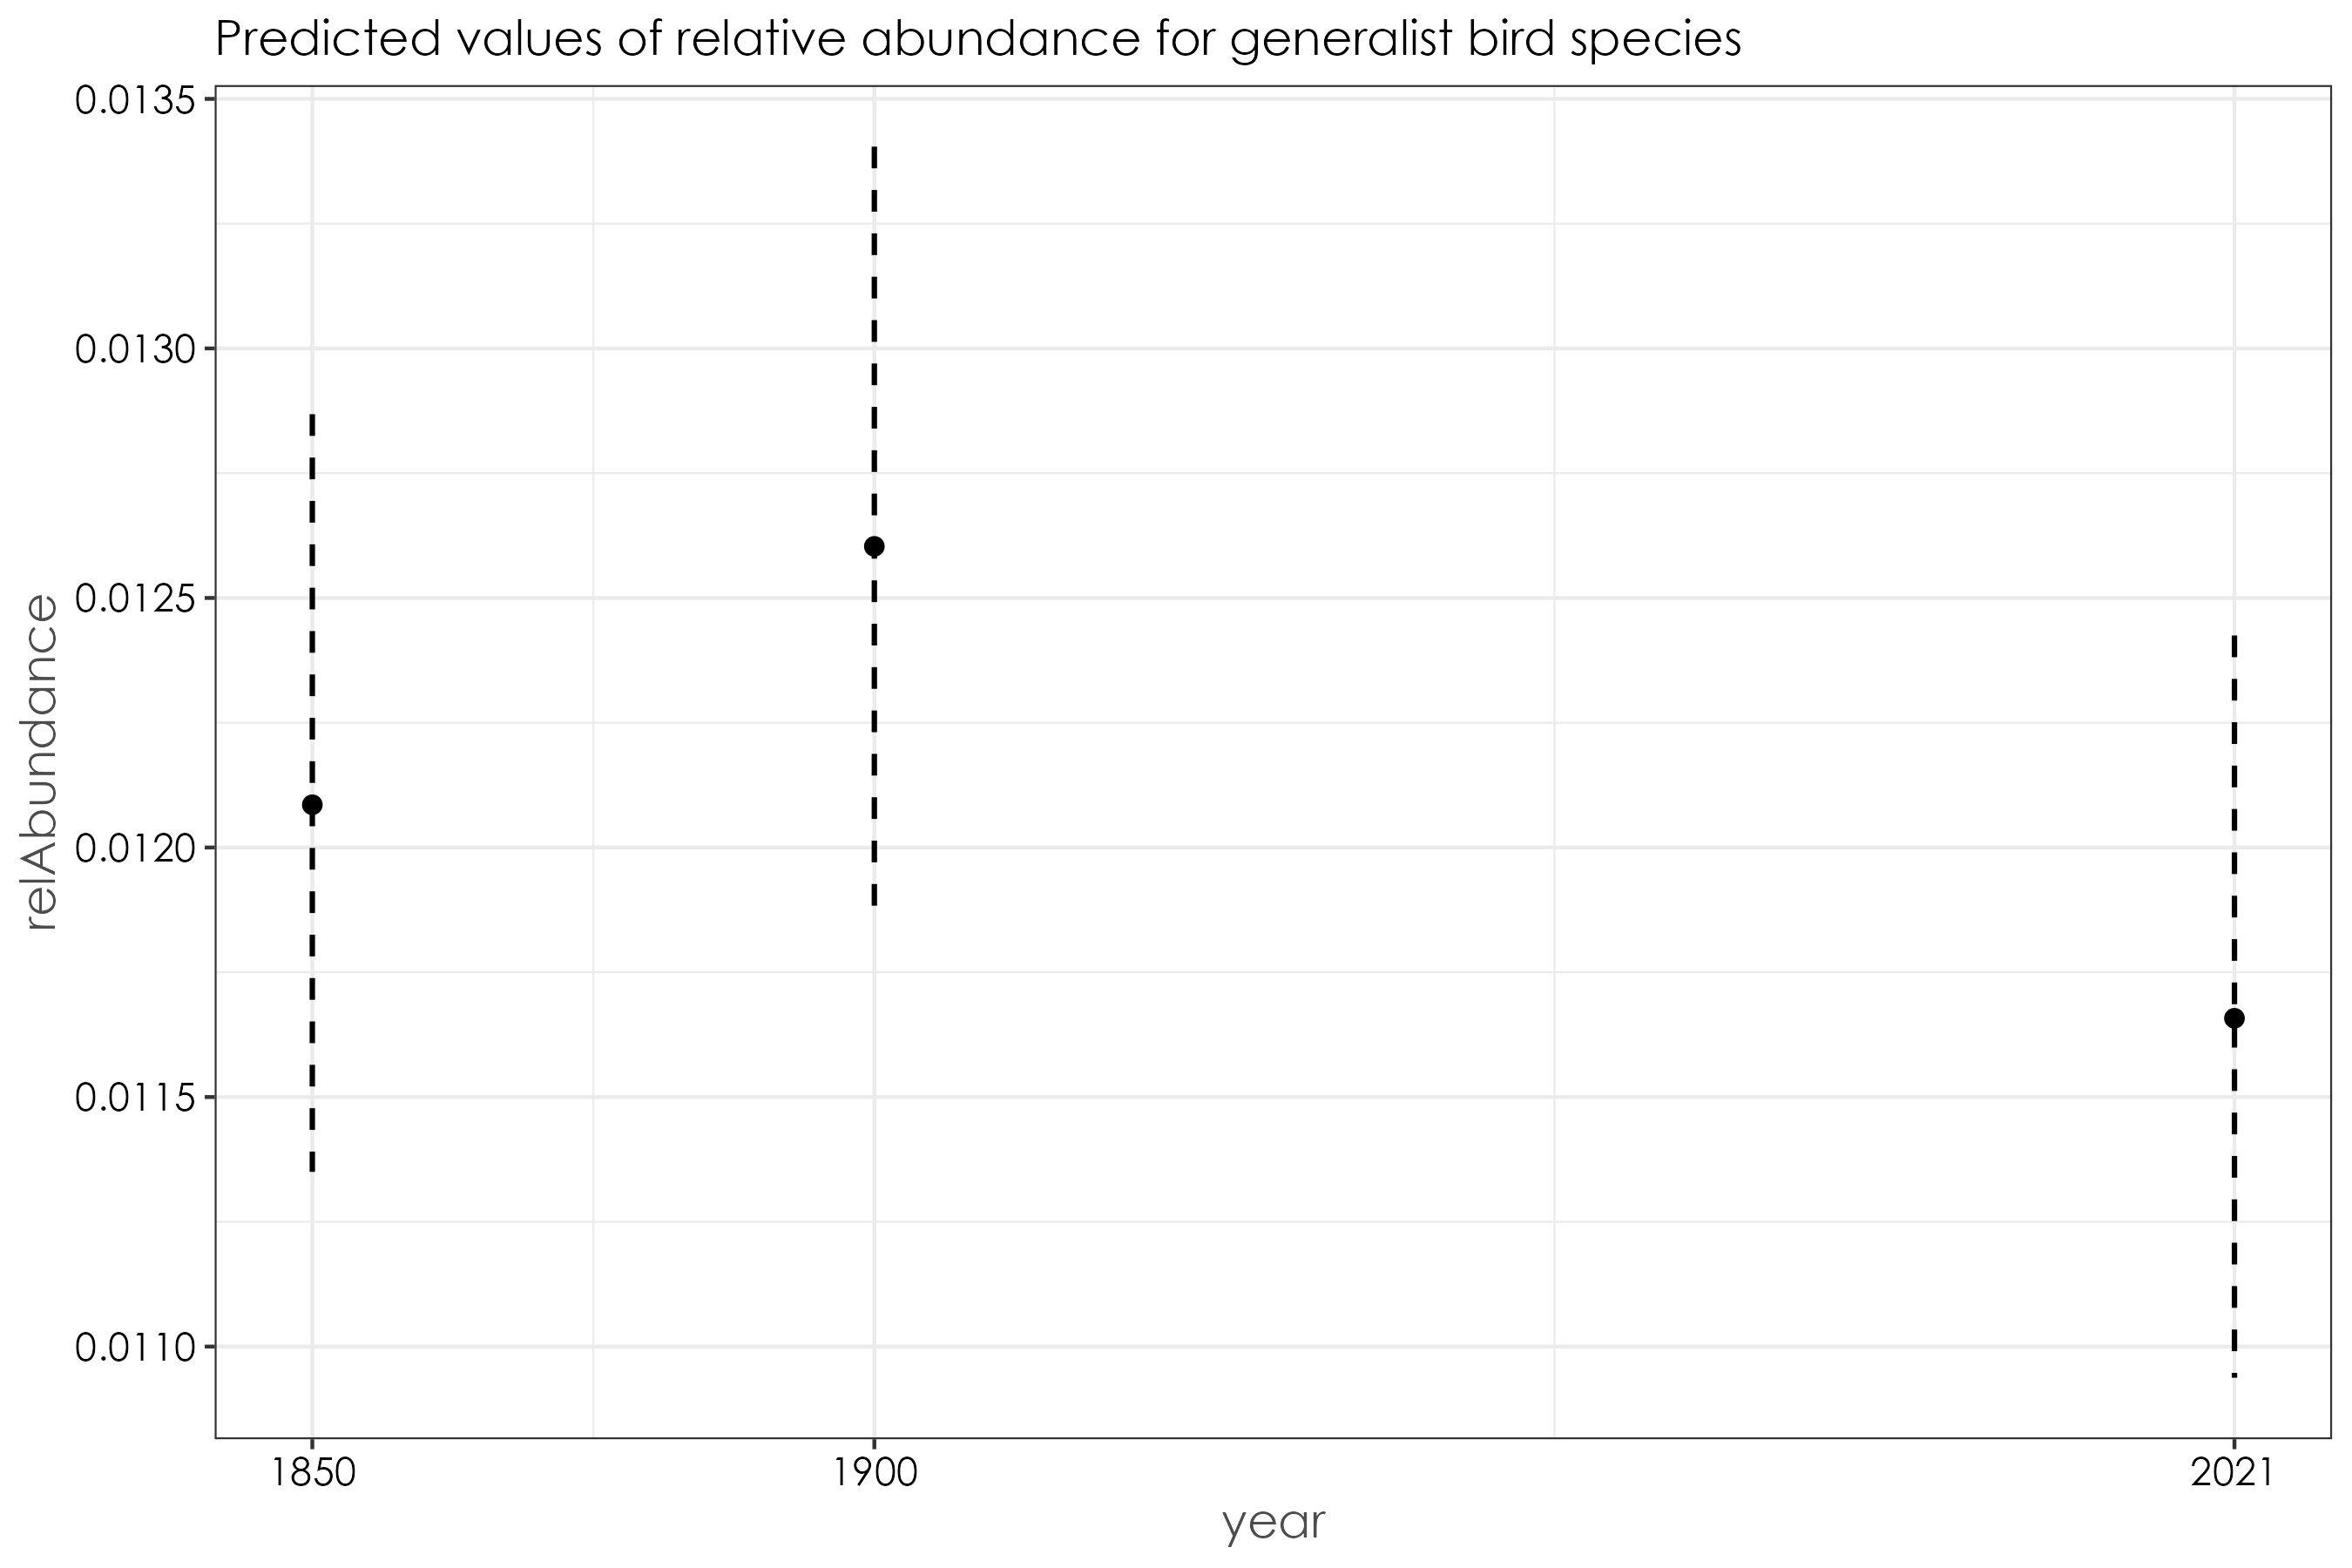 Predicted values of relative abundance for generalist bird species
0.0135
0.0130
0.0125
0.0120
0.0115
0.0110
relAbundance
1850 1900 2021
year